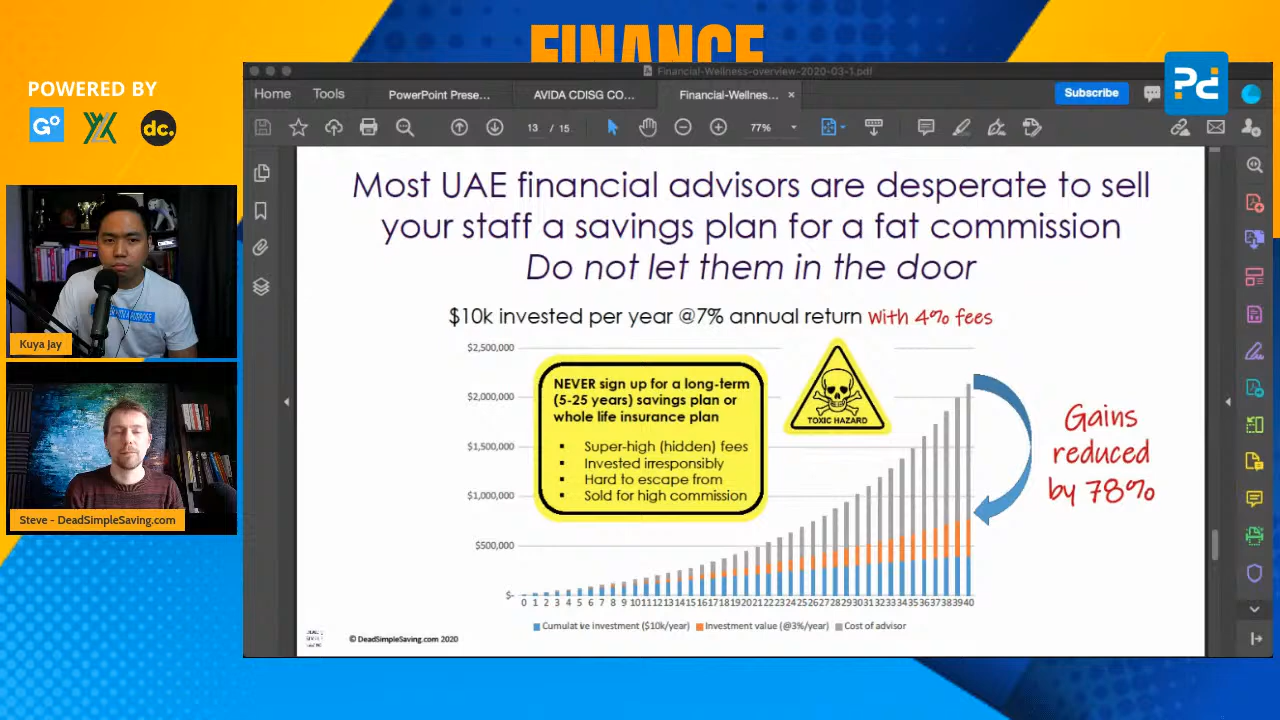 FINANCE
POWERED BY
GO
dc.
Kuya Jay
Steve - DeadSimpleSaving.com
Financial-Wellness-overview-2020-03-1.pdf
Home
Tools
PowerPoint Prese...
AVIDA CDISG CO...
Financial-Wellness...
Subscribe
13 / 15
77%
Most UAE financial advisors are desperate to sell
your staff a savings plan for a fat commission
Do not let them in the door
$10k invested per year @7% annual return with 4% fees
$2,500,000
$2,000,000
$1,500,000
$1,000,000
$500,000
$-
NEVER sign up for a long-term
(5-25 years) savings plan or
whole life insurance plan
▪ Super-high (hidden) fees
▪ Invested irresponsibly
▪ Hard to escape from
▪ Sold for high commission
TOXIC HAZARD
Gains
reduced
by 78%
0 1 2 3 4 5 6 7 8 9 10 11 12 13 14 15 16 17 18 19 20 21 22 23 24 25 26 27 28 29 30 31 32 33 34 35 36 37 38 39 40
Cumulative investment ($10k/year) Investment value (@3%/year) Cost of advisor
© DeadSimpleSaving.com 2020